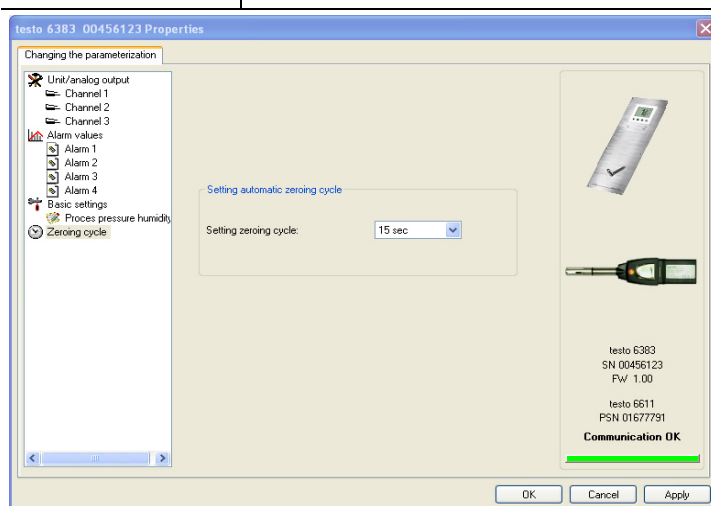 testo 6383 00456123 Properties
Changing the parameterization
Unit/analog output
Channel 1
Channel 2
Channel 3
Alarm values
Alarm 1
Alarm 2
Alarm 3
Alarm 4
Basic settings
Proces pressure humidity
Zeroing cycle
Setting automatic zeroing cycle
Setting zeroing cycle:
15 sec
testo 6383
SN 00456123
FW 1.00
testo 6611
PSN 01677791
Communication OK
OK
Cancel
Apply